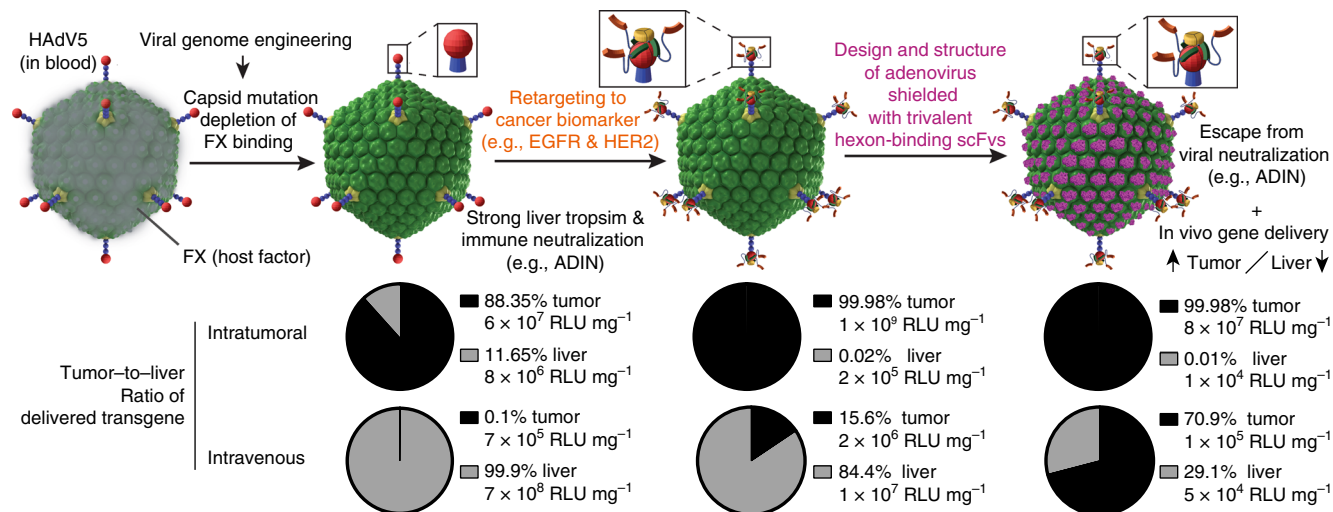 HAdV5
(in blood)
Viral genome engineering
Capsid mutation
depletion of
FX binding
FX (host factor)
Retargeting to
cancer biomarker
(e.g., EGFR & HER2)
Strong liver tropsim &
immune neutralization
(e.g., ADIN)
Design and structure
of adenovirus
shielded
with trivalent
hexon-binding scFvs
Escape from
viral neutralization
(e.g., ADIN)
+
In vivo gene delivery
Tumor / Liver
Tumor–to–liver
Ratio of
delivered transgene
Intratumoral
88.35% tumor
6 × 10⁷ RLU mg⁻¹
11.65% liver
8 × 10⁶ RLU mg⁻¹
99.98% tumor
1 × 10⁹ RLU mg⁻¹
0.02% liver
2 × 10⁵ RLU mg⁻¹
99.98% tumor
8 × 10⁷ RLU mg⁻¹
0.01% liver
1 × 10⁴ RLU mg⁻¹
Intravenous
0.1% tumor
7 × 10⁵ RLU mg⁻¹
99.9% liver
7 × 10⁸ RLU mg⁻¹
15.6% tumor
2 × 10⁶ RLU mg⁻¹
84.4% liver
1 × 10⁷ RLU mg⁻¹
70.9% tumor
1 × 10⁵ RLU mg⁻¹
29.1% liver
5 × 10⁴ RLU mg⁻¹